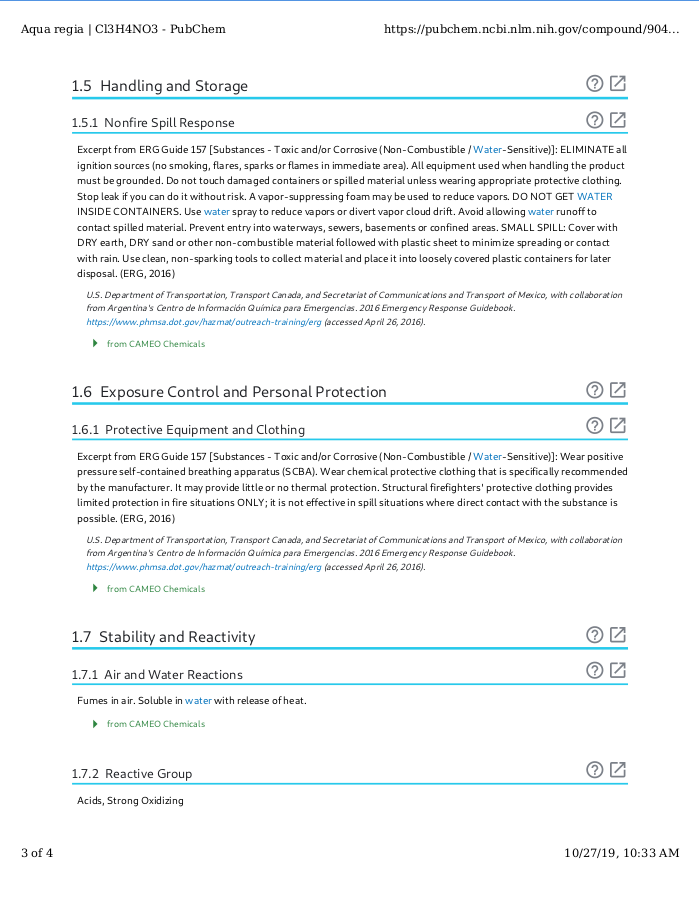 Aqua regia | Cl3H4NO3 - PubChem https://pubchem.ncbi.nlm.nih.gov/compound/904...
1.5 Handling and Storage
1.5.1 Nonfire Spill Response
Excerpt from ERG Guide 157 [Substances - Toxic and/or Corrosive (Non-Combustible / Water-Sensitive)]: ELIMINATE all
ignition sources (no smoking, flares, sparks or flames in immediate area). All equipment used when handling the product
must be grounded. Do not touch damaged containers or spilled material unless wearing appropriate protective clothing.
Stop leak if you can do it without risk. A vapor-suppressing foam may be used to reduce vapors. DO NOT GET WATER
INSIDE CONTAINERS. Use water spray to reduce vapors or divert vapor cloud drift. Avoid allowing water runoff to
contact spilled material. Prevent entry into waterways, sewers, basements or confined areas. SMALL SPILL: Cover with
DRY earth, DRY sand or other non-combustible material followed with plastic sheet to minimize spreading or contact
with rain. Use clean, non-sparking tools to collect material and place it into loosely covered plastic containers for later
disposal. (ERG, 2016)
U.S. Department of Transportation, Transport Canada, and Secretariat of Communications and Transport of Mexico, with collaboration
from Argentina's Centro de Información Química para Emergencias. 2016 Emergency Response Guidebook.
https://www.phmsa.dot.gov/hazmat/outreach-training/erg (accessed April 26, 2016).
from CAMEO Chemicals
1.6 Exposure Control and Personal Protection
1.6.1 Protective Equipment and Clothing
Excerpt from ERG Guide 157 [Substances - Toxic and/or Corrosive (Non-Combustible / Water-Sensitive)]: Wear positive
pressure self-contained breathing apparatus (SCBA). Wear chemical protective clothing that is specifically recommended
by the manufacturer. It may provide little or no thermal protection. Structural firefighters' protective clothing provides
limited protection in fire situations ONLY; it is not effective in spill situations where direct contact with the substance is
possible. (ERG, 2016)
U.S. Department of Transportation, Transport Canada, and Secretariat of Communications and Transport of Mexico, with collaboration
from Argentina's Centro de Información Química para Emergencias. 2016 Emergency Response Guidebook.
https://www.phmsa.dot.gov/hazmat/outreach-training/erg (accessed April 26, 2016).
from CAMEO Chemicals
1.7 Stability and Reactivity
1.7.1 Air and Water Reactions
Fumes in air. Soluble in water with release of heat.
from CAMEO Chemicals
1.7.2 Reactive Group
Acids, Strong Oxidizing
3 of 4 10/27/19, 10:33 AM